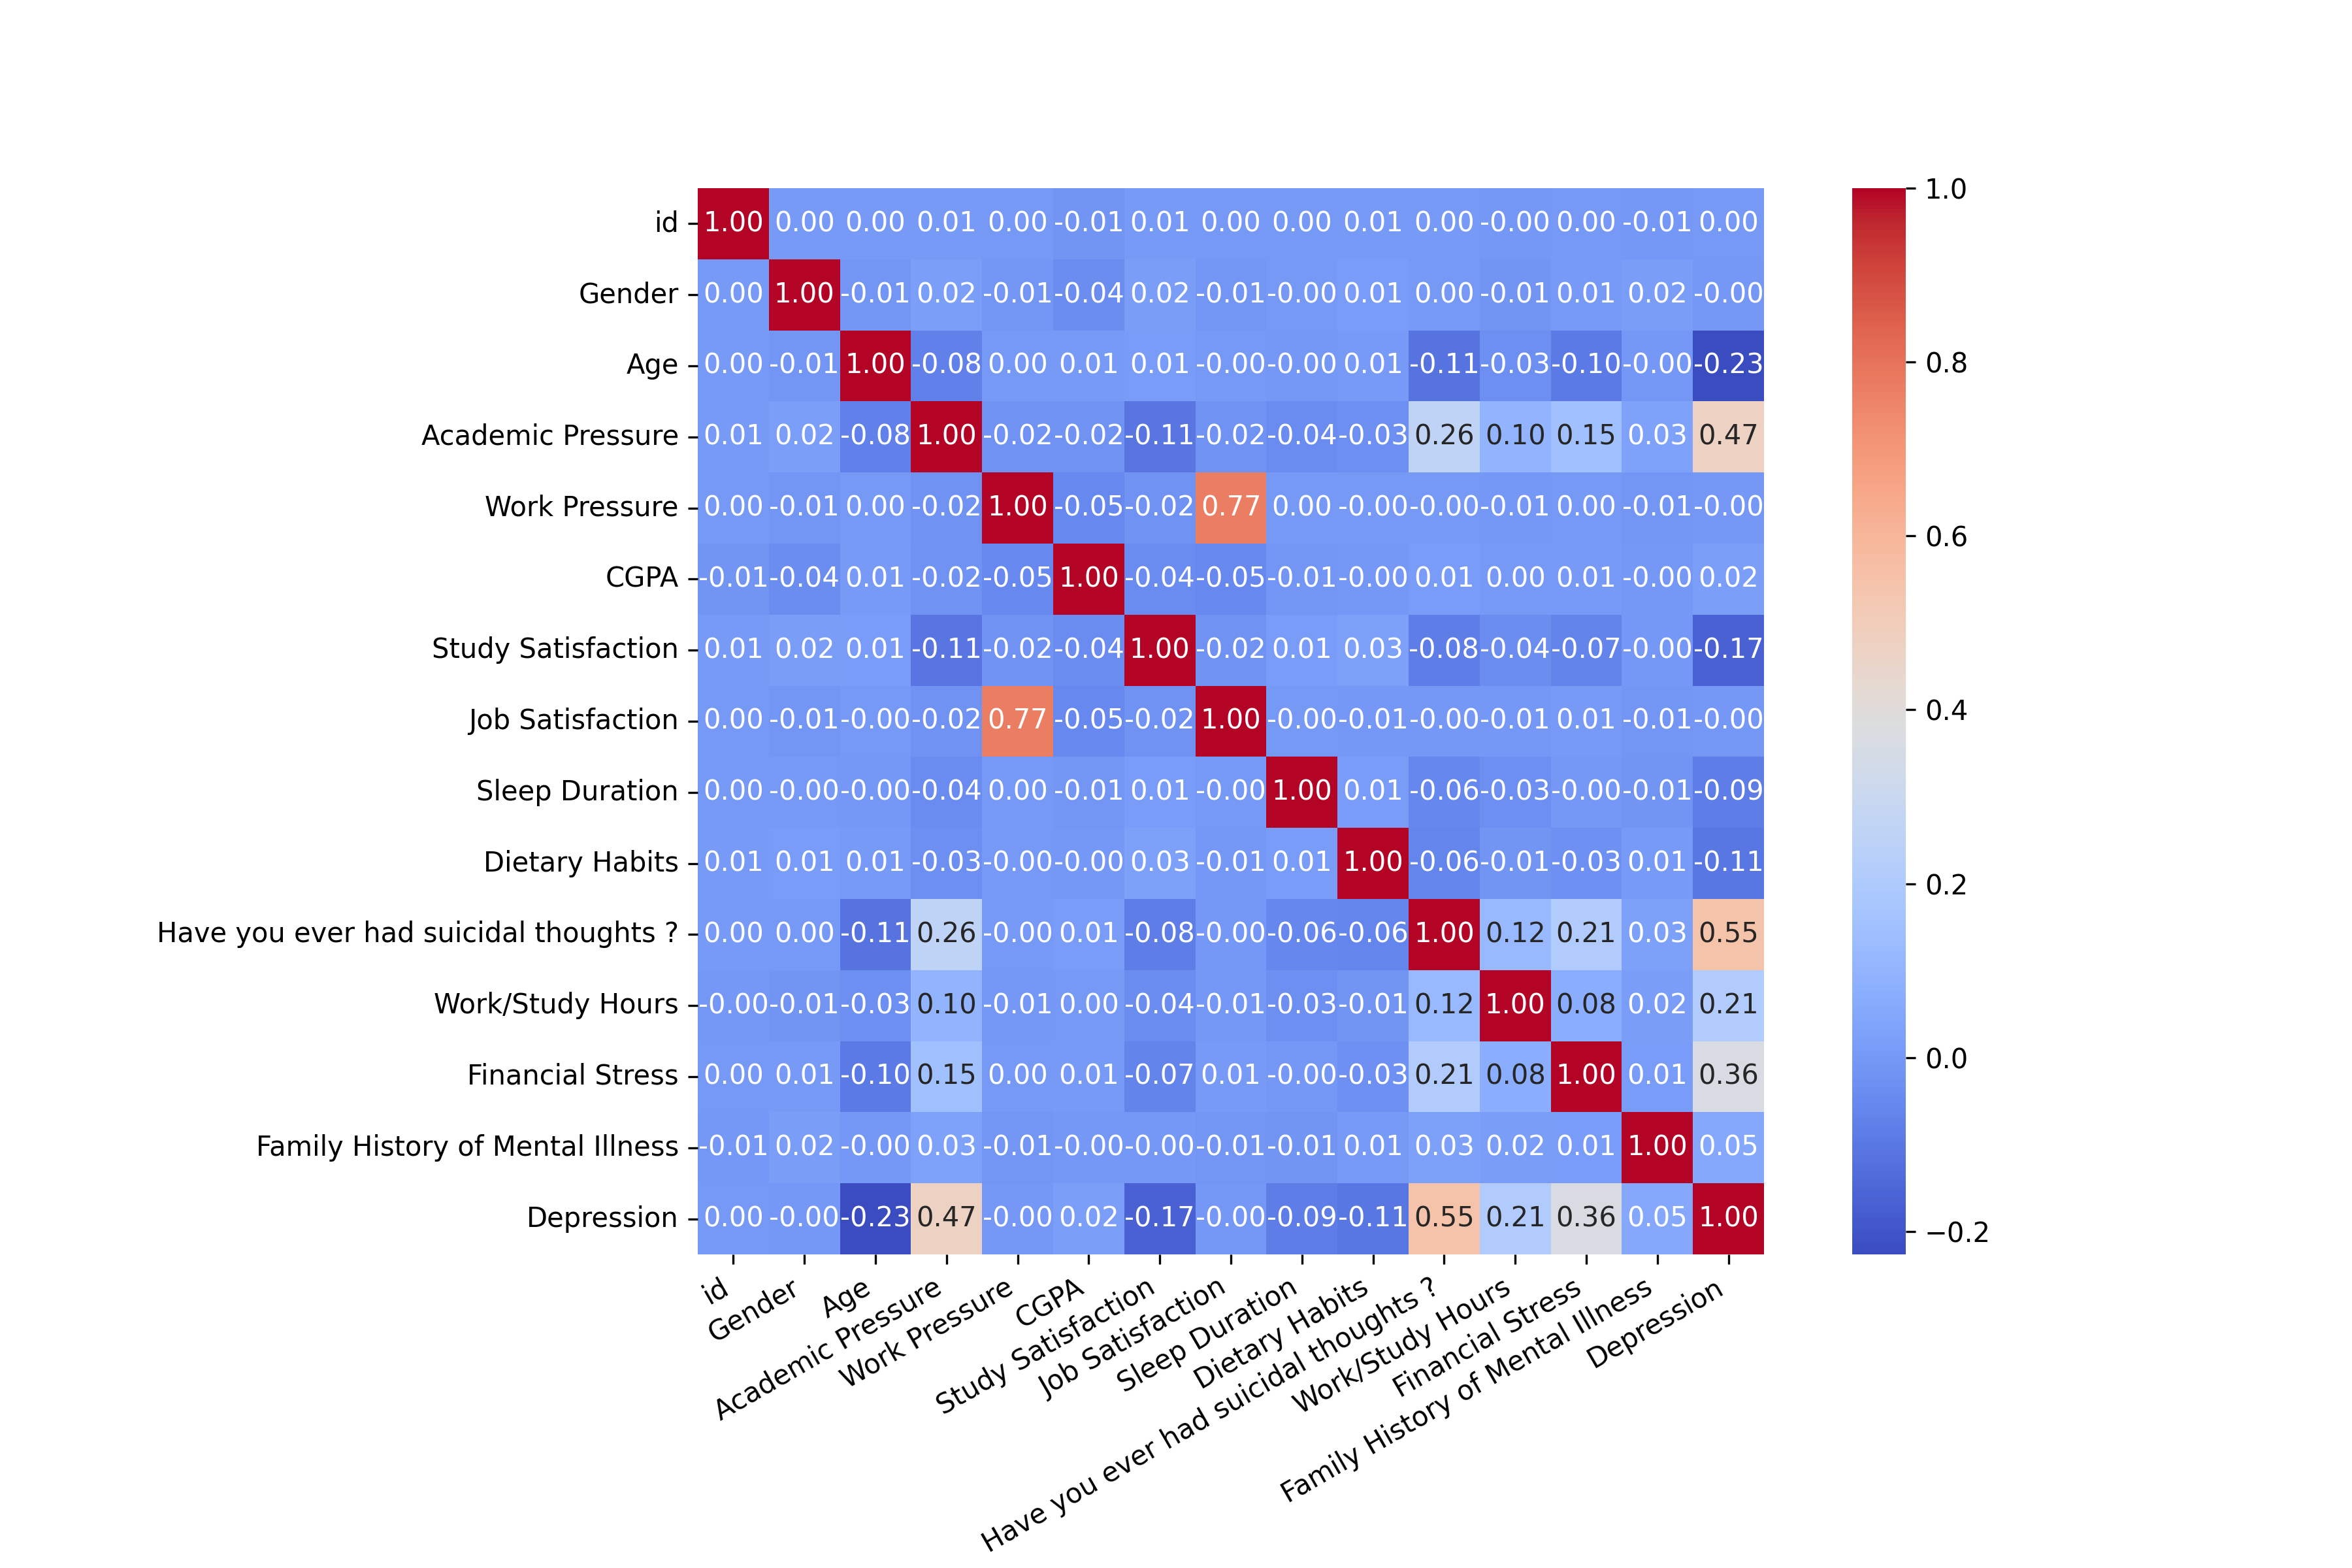 id 1.00 0.00 0.00 0.01 0.00 -0.01 0.01 0.00 0.00 0.01 0.00 -0.00 0.00 -0.01 0.00
Gender 0.00 1.00 -0.01 0.02 -0.01 -0.04 0.02 -0.01 -0.00 0.01 0.00 -0.01 0.01 0.02 -0.00
Age 0.00 -0.01 1.00 -0.08 0.00 0.01 0.01 -0.00 -0.00 0.01 -0.11 -0.03 -0.10 -0.00 -0.23
Academic Pressure 0.01 0.02 -0.08 1.00 -0.02 -0.02 -0.11 -0.02 -0.04 -0.03 0.26 0.10 0.15 0.03 0.47
Work Pressure 0.00 -0.01 0.00 -0.02 1.00 -0.05 -0.02 0.77 0.00 -0.00 -0.00 -0.01 0.00 -0.01 -0.00
CGPA -0.01 -0.04 0.01 -0.02 -0.05 1.00 -0.04 -0.05 -0.01 -0.00 0.01 0.00 0.01 -0.00 0.02
Study Satisfaction 0.01 0.02 0.01 -0.11 -0.02 -0.04 1.00 -0.02 0.01 0.03 -0.08 -0.04 -0.07 -0.00 -0.17
Job Satisfaction 0.00 -0.01 -0.00 -0.02 0.77 -0.05 -0.02 1.00 -0.00 -0.01 -0.00 -0.01 0.01 -0.01 -0.00
Sleep Duration 0.00 -0.00 -0.00 -0.04 0.00 -0.01 0.01 -0.00 1.00 0.01 -0.06 -0.03 -0.00 -0.01 -0.09
Dietary Habits 0.01 0.01 0.01 -0.03 -0.00 -0.00 0.03 -0.01 0.01 1.00 -0.06 -0.01 -0.03 0.01 -0.11
Have you ever had suicidal thoughts ? 0.00 0.00 -0.11 0.26 -0.00 0.01 -0.08 -0.00 -0.06 -0.06 1.00 0.12 0.21 0.03 0.55
Work/Study Hours -0.00 -0.01 -0.03 0.10 -0.01 0.00 -0.04 -0.01 -0.03 -0.01 0.12 1.00 0.08 0.02 0.21
Financial Stress 0.00 0.01 -0.10 0.15 0.00 0.01 -0.07 0.01 -0.00 -0.03 0.21 0.08 1.00 0.01 0.36
Family History of Mental Illness -0.01 0.02 -0.00 0.03 -0.01 -0.00 -0.00 -0.01 -0.01 0.01 0.03 0.02 0.01 1.00 0.05
Depression 0.00 -0.00 -0.23 0.47 -0.00 0.02 -0.17 -0.00 -0.09 -0.11 0.55 0.21 0.36 0.05 1.00
id
Gender
Age
Academic Pressure
Work Pressure
CGPA
Study Satisfaction
Job Satisfaction
Sleep Duration
Dietary Habits
Have you ever had suicidal thoughts ?
Work/Study Hours
Financial Stress
Family History of Mental Illness
Depression
1.0
0.8
0.6
0.4
0.2
0.0
−0.2